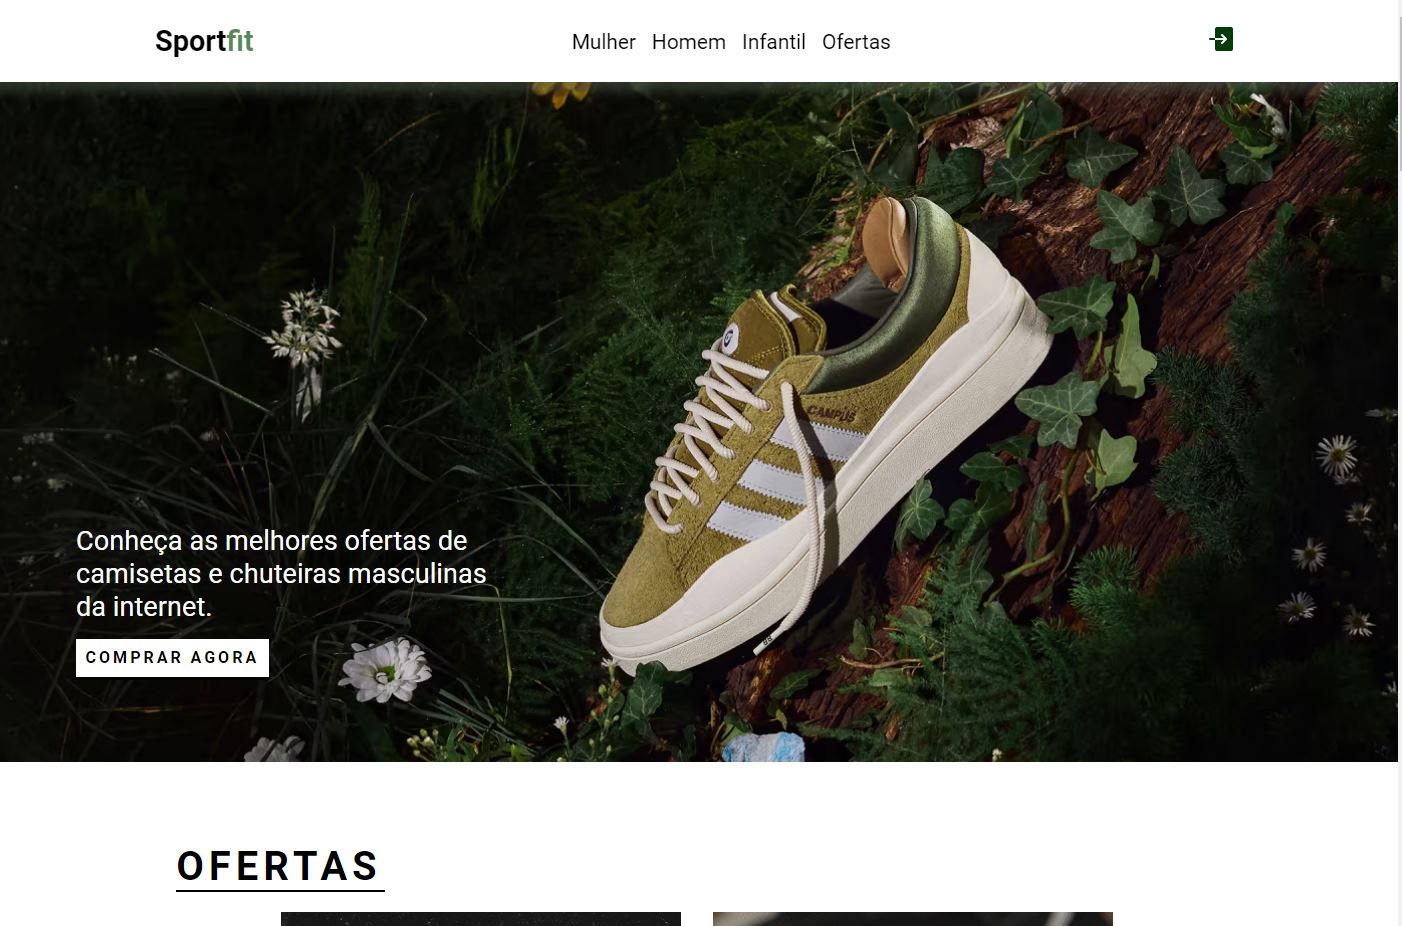 Sportfit
Mulher Homem Infantil Ofertas
CAMPUS
Conheça as melhores ofertas de
camisetas e chuteiras masculinas
da internet.
COMPRAR AGORA
OFERTAS